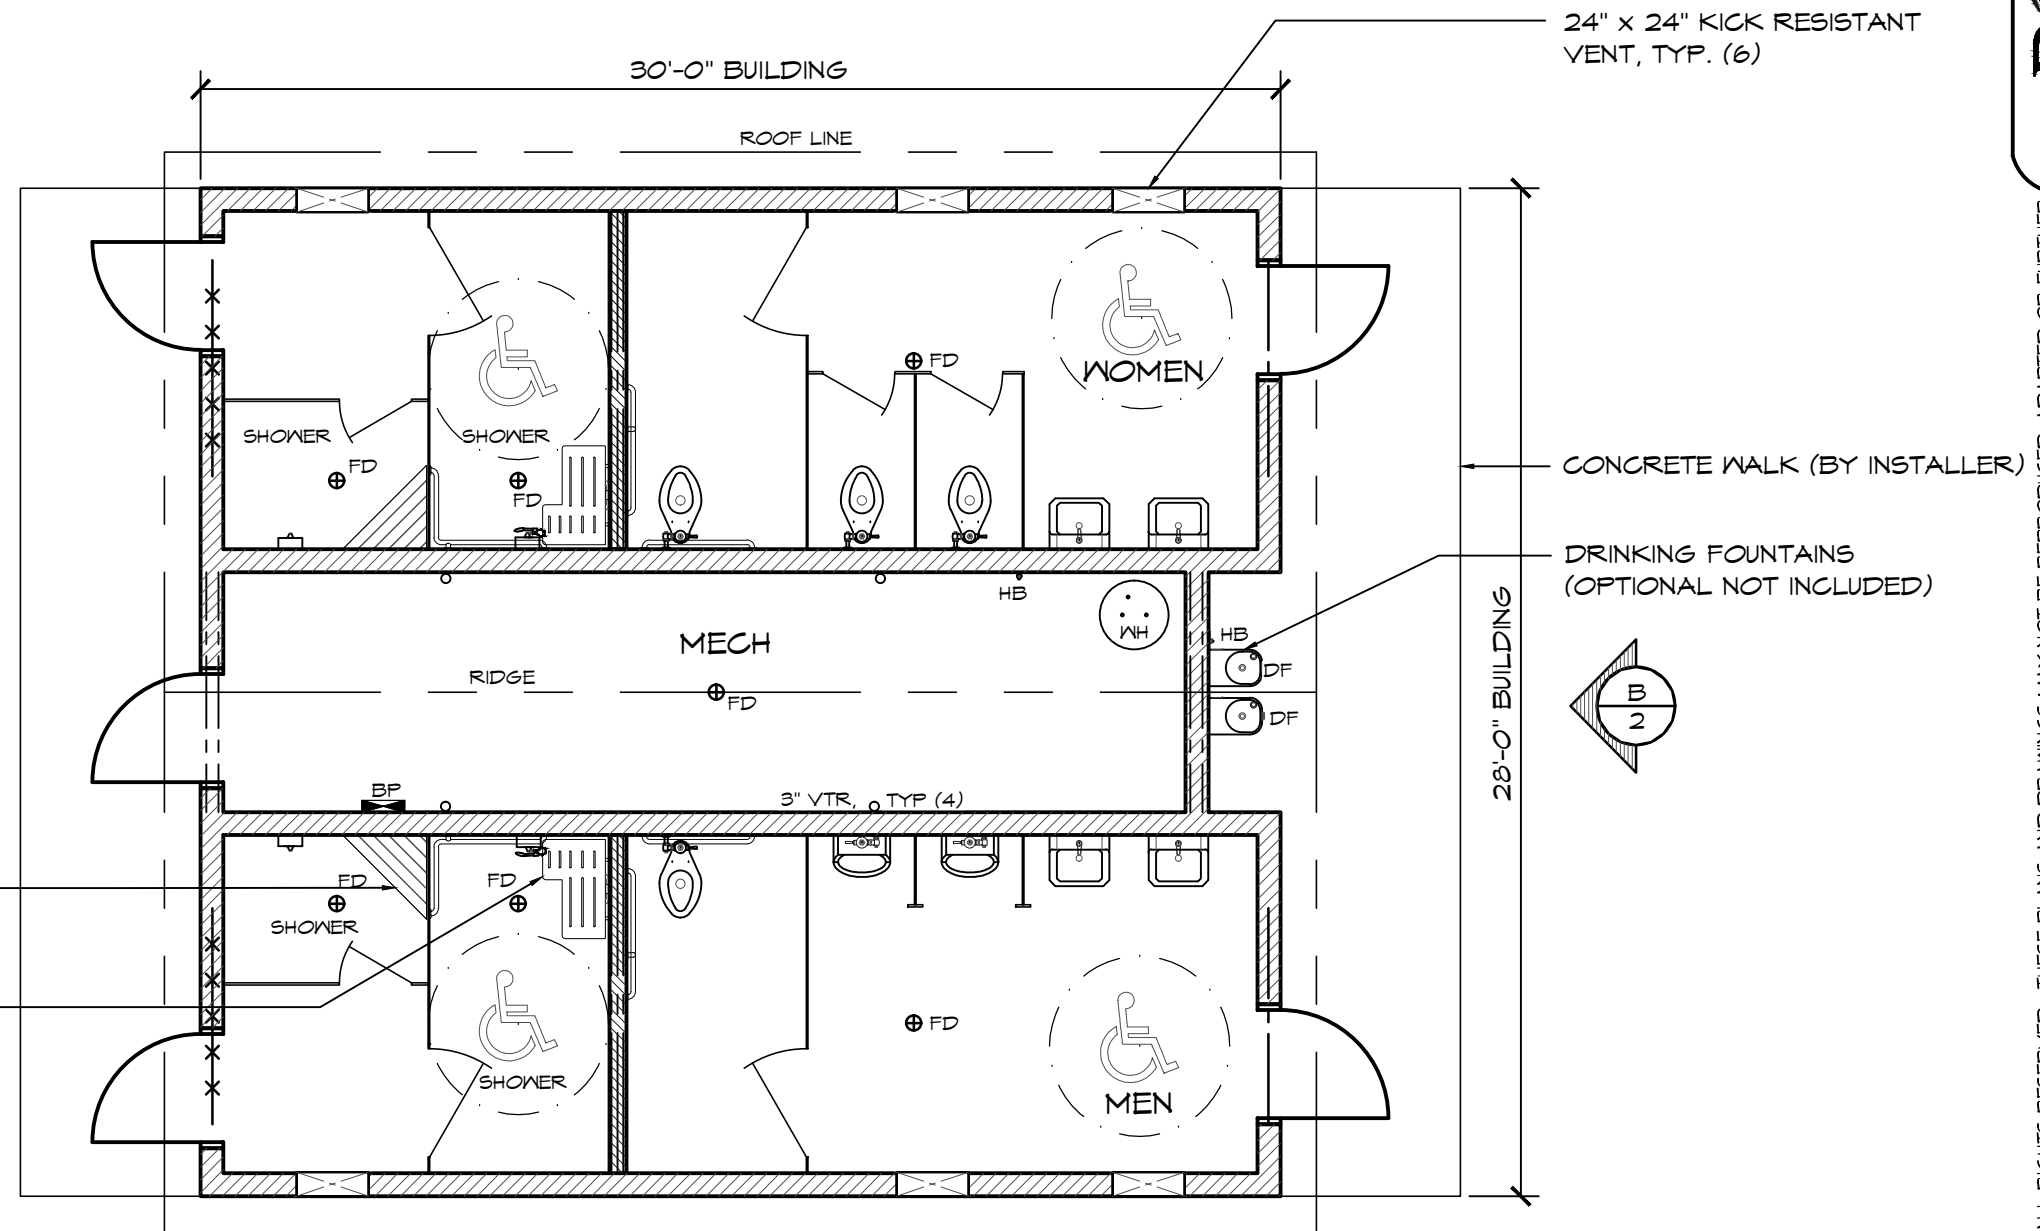 24" x 24" KICK RESISTANT
VENT, TYP. (6)
30'-0" BUILDING
ROOF LINE
WOMEN
FD
SHOWER
SHOWER
FD
FD
CONCRETE WALK (BY INSTALLER)
DRINKING FOUNTAINS
(OPTIONAL NOT INCLUDED)
HB
WH
HB
MECH
DF
RIDGE
FD
DF
28'-0" BUILDING
B
2
BP
3" VTR, TYP (4)
FD
FD
SHOWER
FD
SHOWER
MEN